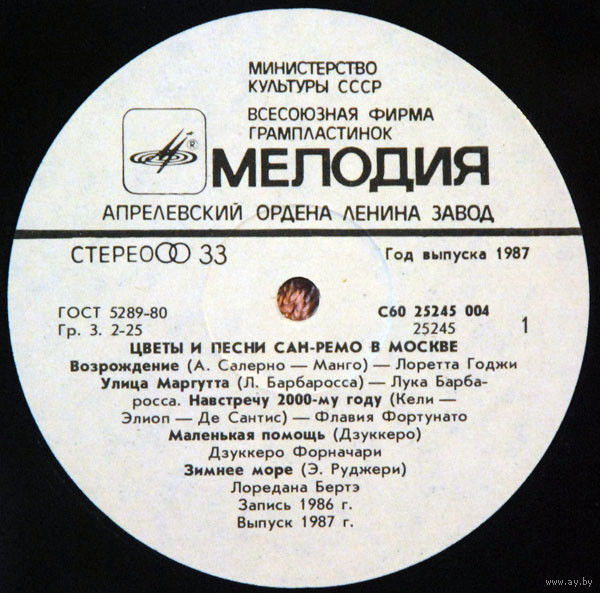 МИНИСТЕРСТВО
КУЛЬТУРЫ СССР
ВСЕСОЮЗНАЯ ФИРМА
ГРАМПЛАСТИНОК
®
МЕЛОДИЯ
АПРЕЛЕВСКИЙ ОРДЕНА ЛЕНИНА ЗАВОД
СТЕРЕО 33
Год выпуска 1987
ГОСТ 5289-80
С60 25245 004
Гр. 3. 2-25
25245
1
ЦВЕТЫ И ПЕСНИ САН-РЕМО В МОСКВЕ
Возрождение (А. Салерно — Манго) — Лоретта Годжи
Улица Маргутта (Л. Барбаросса) — Лука Барба-
росса. Навстречу 2000-му году (Кели —
Элиоп — Де Сантис) — Флавия Фортунато
Маленькая помощь (Дзуккеро)
Дзуккеро Форначари
Зимнее море (Э. Руджери)
Лоредана Бертэ
Запись 1986 г.
Выпуск 1987 г.
www.ay.by